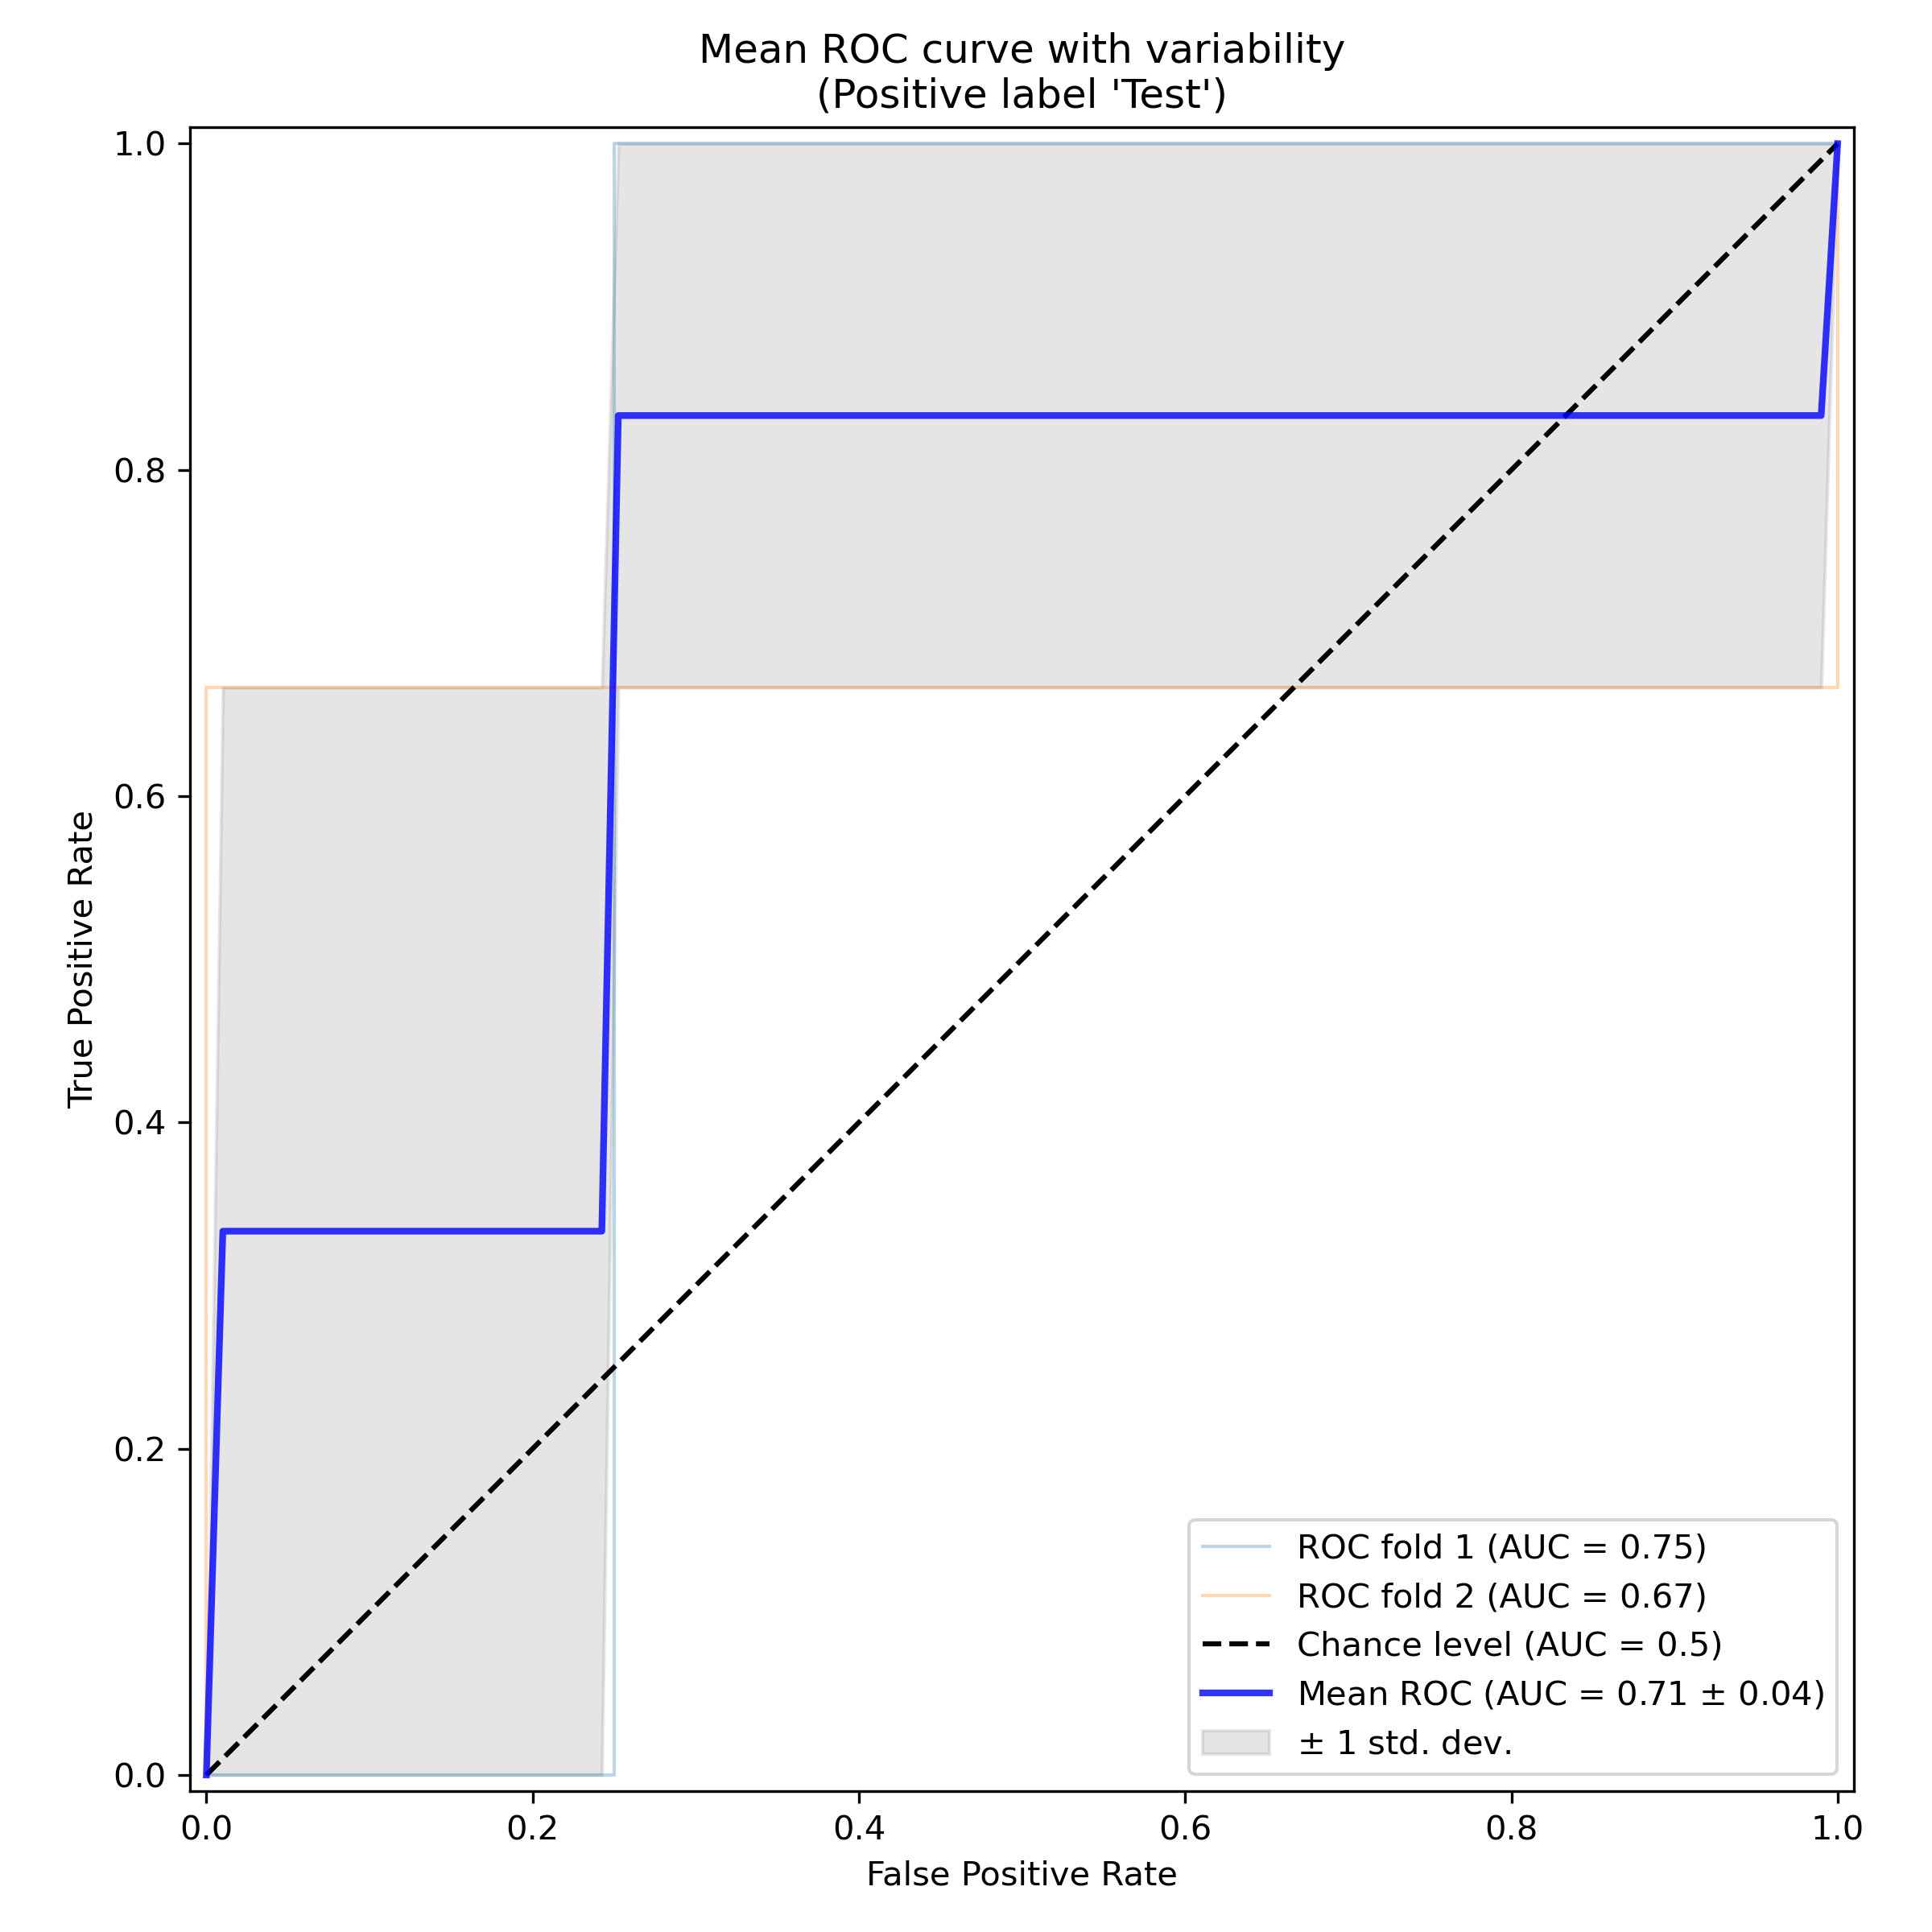 Mean ROC curve with variability
(Positive label 'Test')
1.0
0.8
0.6
0.4
0.2
0.0
True Positive Rate
0.0 0.2 0.4 0.6 0.8 1.0
False Positive Rate
ROC fold 1 (AUC = 0.75)
ROC fold 2 (AUC = 0.67)
Chance level (AUC = 0.5)
Mean ROC (AUC = 0.71 ± 0.04)
± 1 std. dev.